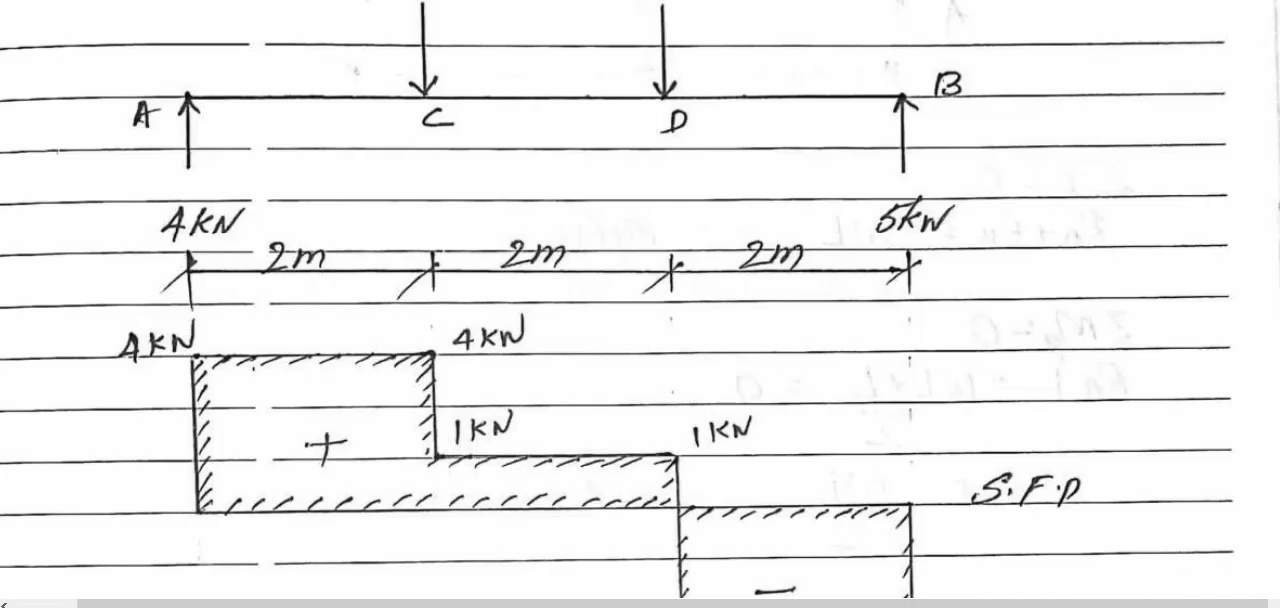 A C D B
4KN 5KN
2m 2m 2m
4KN 4KN
1KN 1KN
+ S.F.D
−